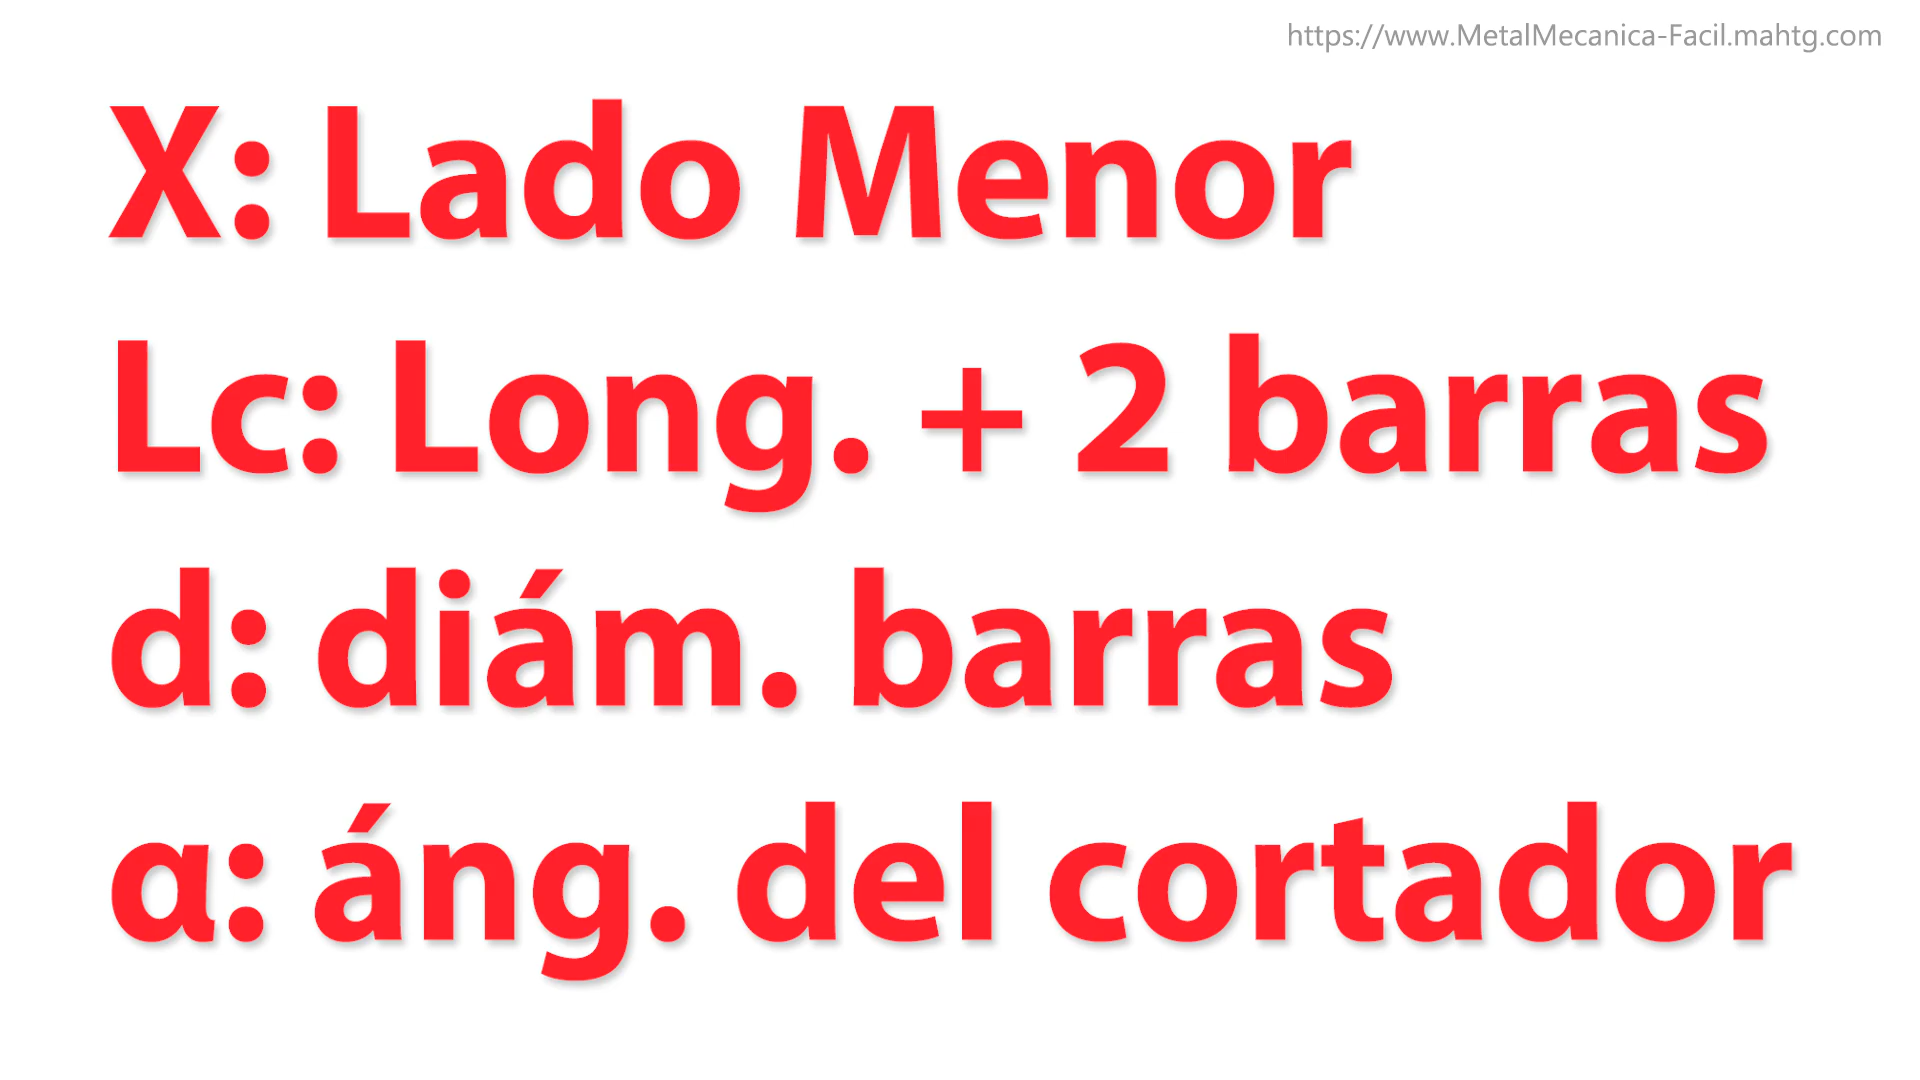 https://www.MetalMecanica-Facil.mahtg.com
X: Lado Menor
Lc: Long. + 2 barras
d: diám. barras
α: áng. del cortador